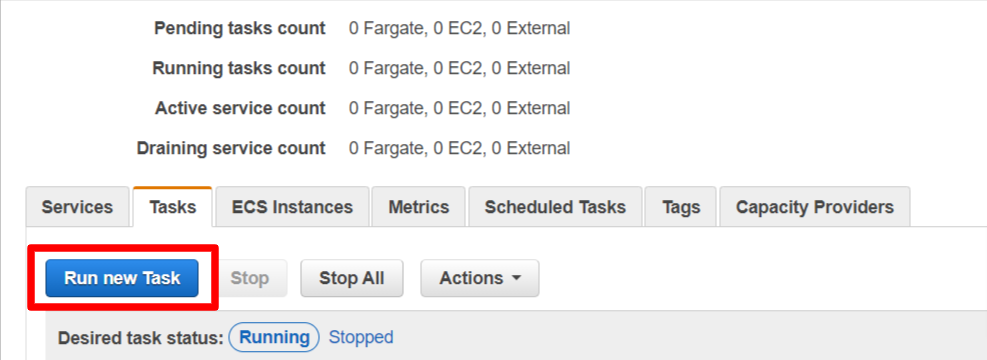 Pending tasks count 0 Fargate, 0 EC2, 0 External
Running tasks count 0 Fargate, 0 EC2, 0 External
Active service count 0 Fargate, 0 EC2, 0 External
Draining service count 0 Fargate, 0 EC2, 0 External
Services Tasks ECS Instances Metrics Scheduled Tasks Tags Capacity Providers
Run new Task Stop Stop All Actions
Desired task status: Running Stopped